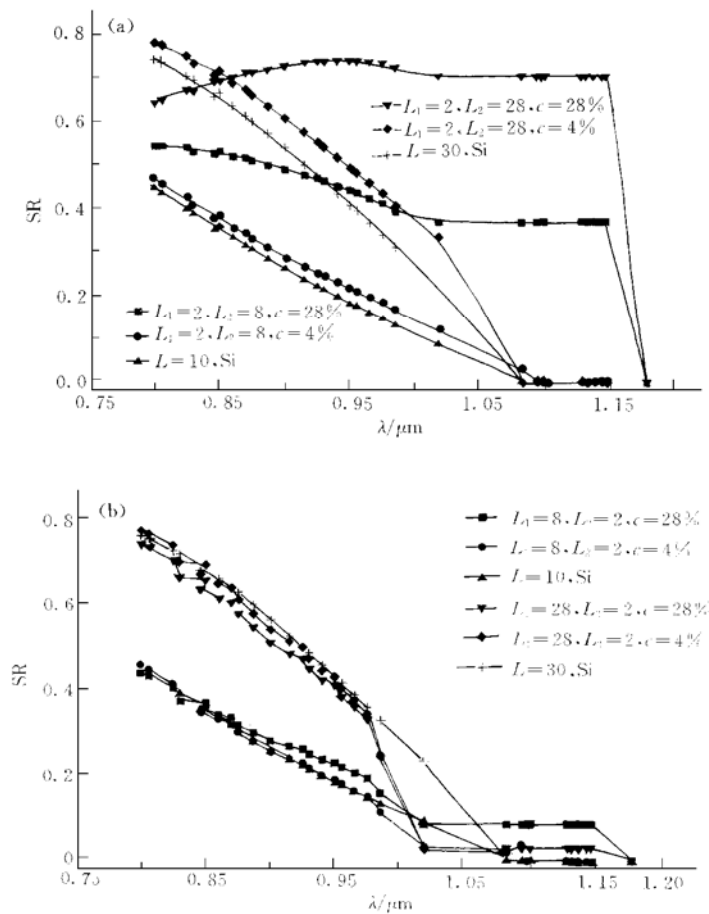 (a)
0.8
0.6
0.4
0.2
0.0
SR
L₁=2, L₂=28, c=28%
L₁=2, L₂=28, c=4%
L=30, Si
L₁=2, L₂=8, c=28%
L₁=2, L₂=8, c=4%
L=10, Si
0.75
0.85
0.95
1.05
1.15
λ/μm
(b)
0.8
0.6
0.4
0.2
0
SR
L₁=8, L₂=2, c=28%
L₁=8, L₂=2, c=4%
L=10, Si
L₁=28, L₂=2, c=28%
L₁=28, L₂=2, c=4%
L=30, Si
0.75
0.85
0.95
1.05
1.15
1.20
λ/μm